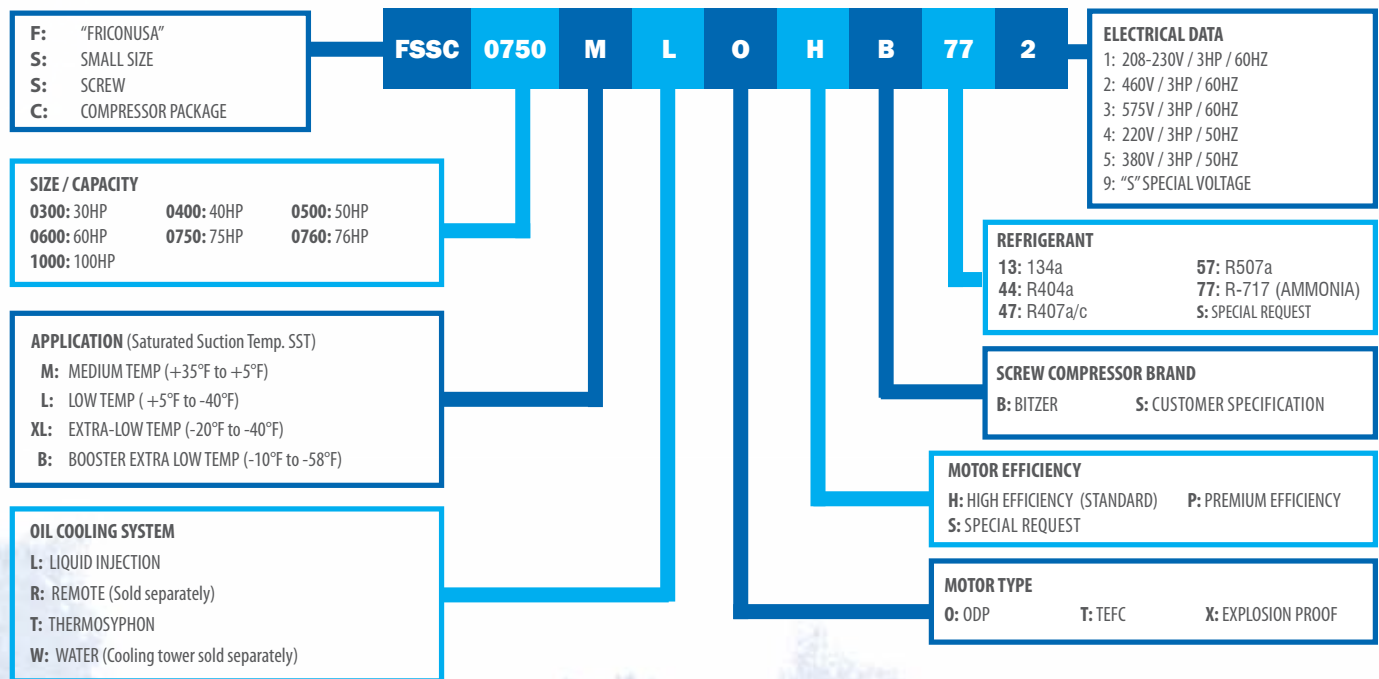 F: "FRICONUSA"
S: SMALL SIZE
S: SCREW
C: COMPRESSOR PACKAGE
FSSC 0750 M L O H B 77 2
ELECTRICAL DATA
1: 208-230V / 3HP / 60HZ
2: 460V / 3HP / 60HZ
3: 575V / 3HP / 60HZ
4: 220V / 3HP / 50HZ
5: 380V / 3HP / 50HZ
9: "S" SPECIAL VOLTAGE
SIZE / CAPACITY
0300: 30HP 0400: 40HP 0500: 50HP
0600: 60HP 0750: 75HP 0760: 76HP
1000: 100HP
REFRIGERANT
13: 134a 57: R507a
44: R404a 77: R-717 (AMMONIA)
47: R407a/c S: SPECIAL REQUEST
APPLICATION (Saturated Suction Temp. SST)
M: MEDIUM TEMP (+35°F to +5°F)
L: LOW TEMP ( +5°F to -40°F)
XL: EXTRA-LOW TEMP (-20°F to -40°F)
B: BOOSTER EXTRA LOW TEMP (-10°F to -58°F)
SCREW COMPRESSOR BRAND
B: BITZER S: CUSTOMER SPECIFICATION
MOTOR EFFICIENCY
H: HIGH EFFICIENCY (STANDARD) P: PREMIUM EFFICIENCY
S: SPECIAL REQUEST
OIL COOLING SYSTEM
L: LIQUID INJECTION
R: REMOTE (Sold separately)
T: THERMOSYPHON
W: WATER (Cooling tower sold separately)
MOTOR TYPE
O: ODP T: TEFC X: EXPLOSION PROOF